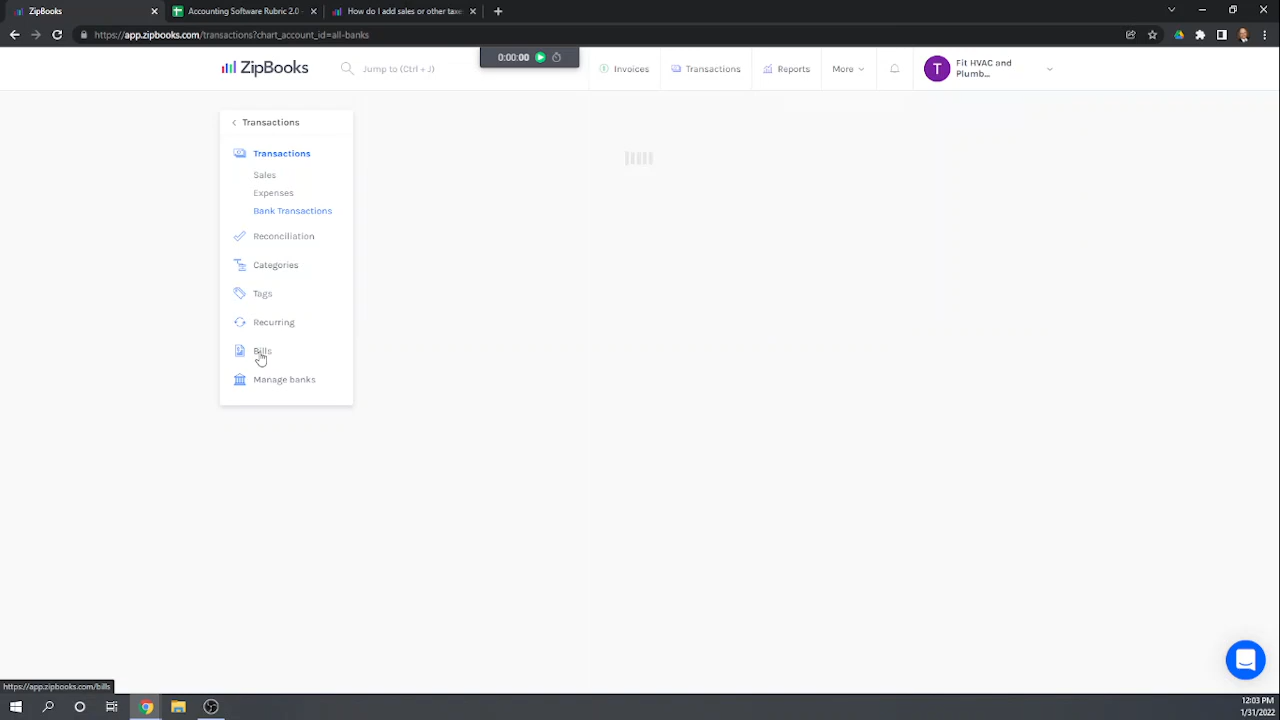 ZipBooks
Accounting Software Rubric 2.0 -
How do I add sales or other taxe
https://app.zipbooks.com/transactions?chart_account_id=all-banks
0:00:00
ZipBooks
Jump to (Ctrl + J)
Invoices
Transactions
Reports
More
T
Fit HVAC and
Plumb...
Transactions
Transactions
Sales
Expenses
Bank Transactions
Reconciliation
Categories
Tags
Recurring
Bills
Manage banks
https://app.zipbooks.com/bills
12:03 PM
1/31/2022